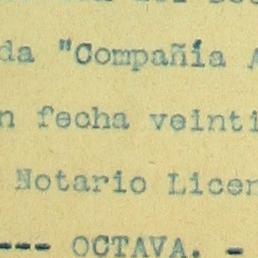 da "Compañía A
n fecha veinti
Notario Licen
--- OCTAVA. -